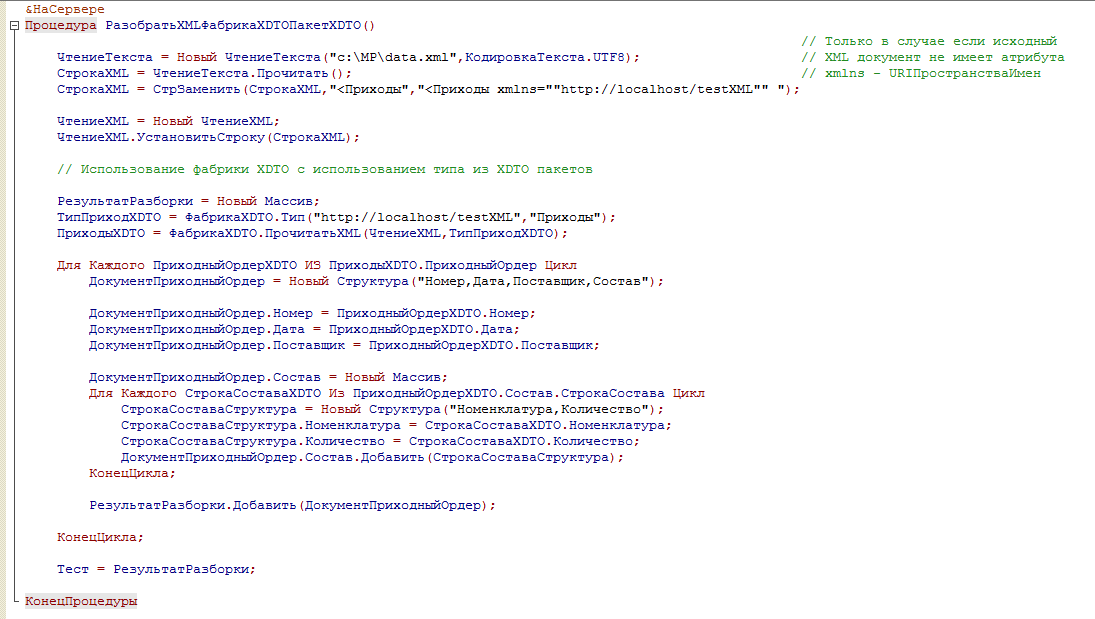 &НаСервере
Процедура РазобратьXMLФабрикаXDTOПакетXDTO()
// Только в случае если исходный
ЧтениеТекста = Новый ЧтениеТекста("c:\MP\data.xml",КодировкаТекста.UTF8); // XML документ не имеет атрибута
СтрокаXML = ЧтениеТекста.Прочитать(); // xmlns - URIПространстваИмен
СтрокаXML = СтрЗаменить(СтрокаXML,"<Приходы","<Приходы xmlns=""http://localhost/testXML"" ");
ЧтениеXML = Новый ЧтениеXML;
ЧтениеXML.УстановитьСтроку(СтрокаXML);
// Использование фабрики XDTO с использованием типа из XDTO пакетов
РезультатРазборки = Новый Массив;
ТипПриходXDTO = ФабрикаXDTO.Тип("http://localhost/testXML","Приходы");
ПриходыXDTO = ФабрикаXDTO.ПрочитатьXML(ЧтениеXML,ТипПриходXDTO);
Для Каждого ПриходныйОрдерXDTO ИЗ ПриходыXDTO.ПриходныйОрдер Цикл
ДокументПриходныйОрдер = Новый Структура("Номер,Дата,Поставщик,Состав");
ДокументПриходныйОрдер.Номер = ПриходныйОрдерXDTO.Номер;
ДокументПриходныйОрдер.Дата = ПриходныйОрдерXDTO.Дата;
ДокументПриходныйОрдер.Поставщик = ПриходныйОрдерXDTO.Поставщик;
ДокументПриходныйОрдер.Состав = Новый Массив;
Для Каждого СтрокаСоставаXDTO Из ПриходныйОрдерXDTO.Состав.СтрокаСостава Цикл
СтрокаСоставаСтруктура = Новый Структура("Номенклатура,Количество");
СтрокаСоставаСтруктура.Номенклатура = СтрокаСоставаXDTO.Номенклатура;
СтрокаСоставаСтруктура.Количество = СтрокаСоставаXDTO.Количество;
ДокументПриходныйОрдер.Состав.Добавить(СтрокаСоставаСтруктура);
КонецЦикла;
РезультатРазборки.Добавить(ДокументПриходныйОрдер);
КонецЦикла;
Тест = РезультатРазборки;
КонецПроцедуры